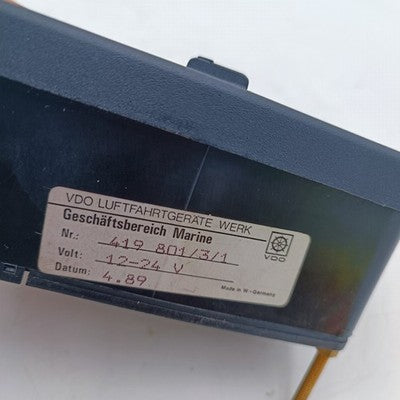 VDO LUFTFAHRTGERÄTE WERK
Geschäftsbereich Marine
Nr.: 419 801/3/1
Volt: 12-24 V
Datum: 4.89
VDO
Made in W.-Germany